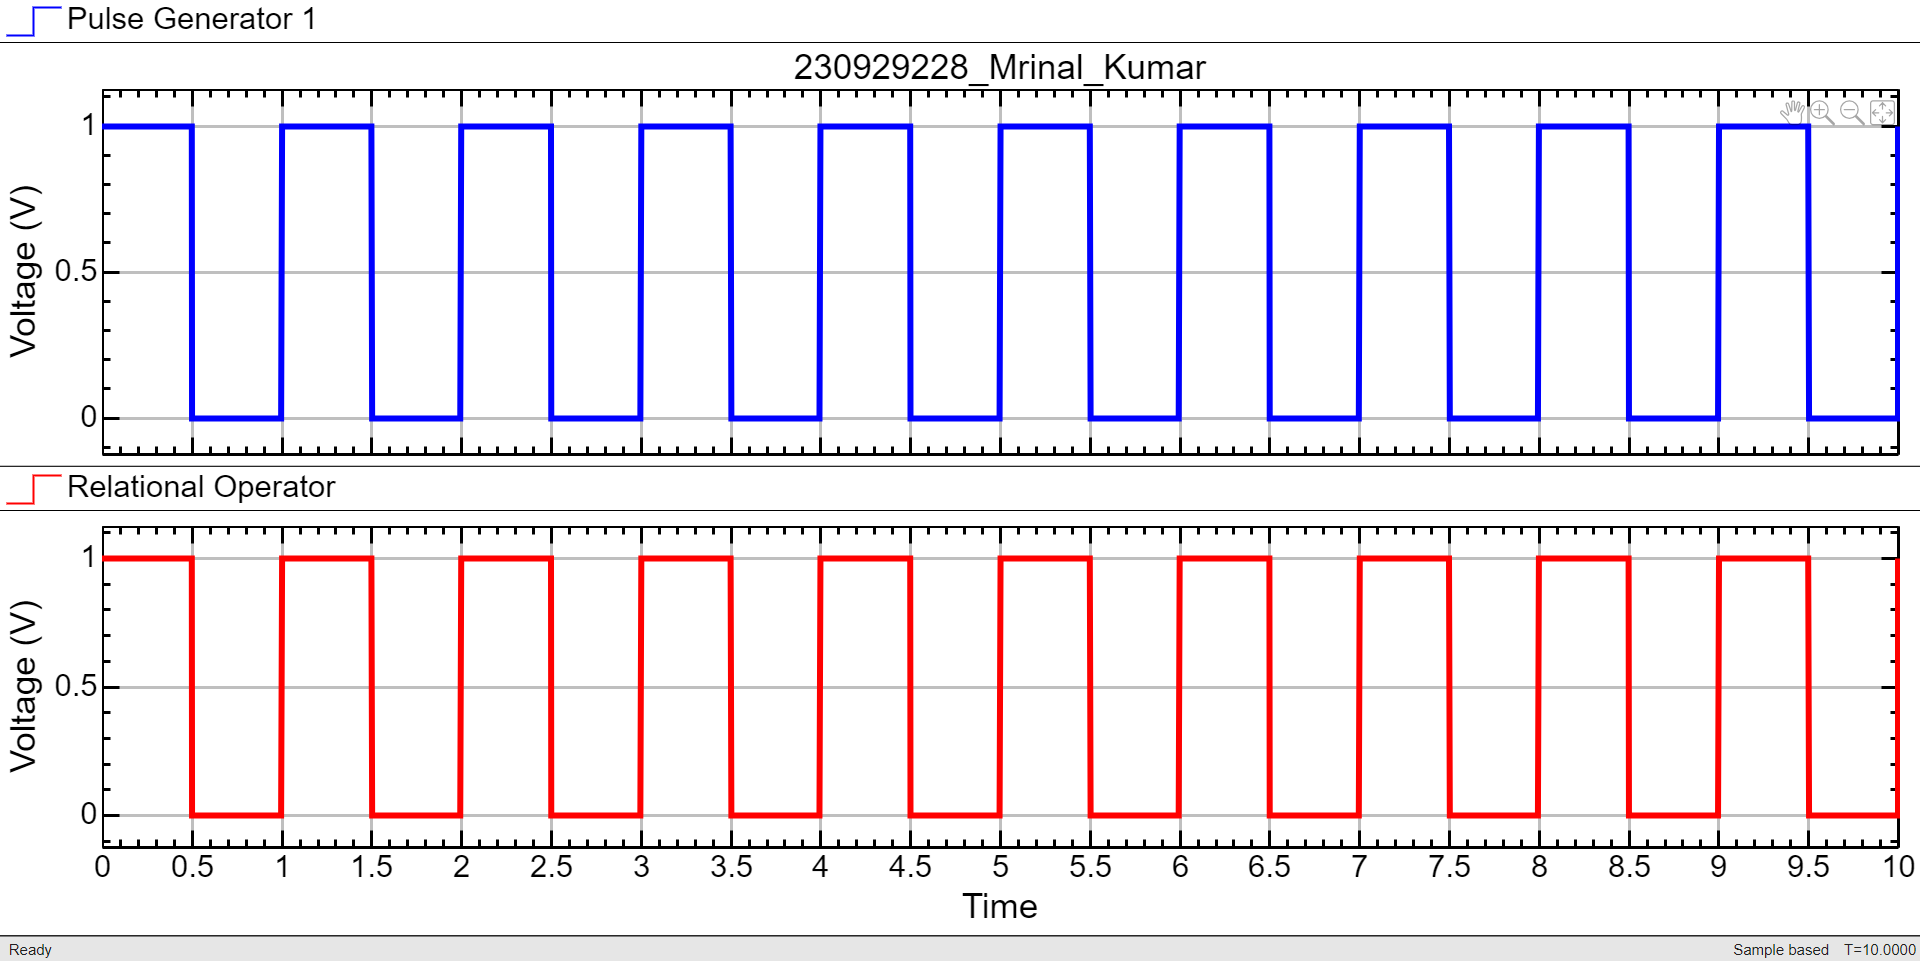 Pulse Generator 1
230929228_Mrinal_Kumar
1
0.5
0
Voltage (V)
Relational Operator
1
0.5
0
Voltage (V)
0 0.5 1 1.5 2 2.5 3 3.5 4 4.5 5 5.5 6 6.5 7 7.5 8 8.5 9 9.5 10
Time
Ready Sample based T=10.0000